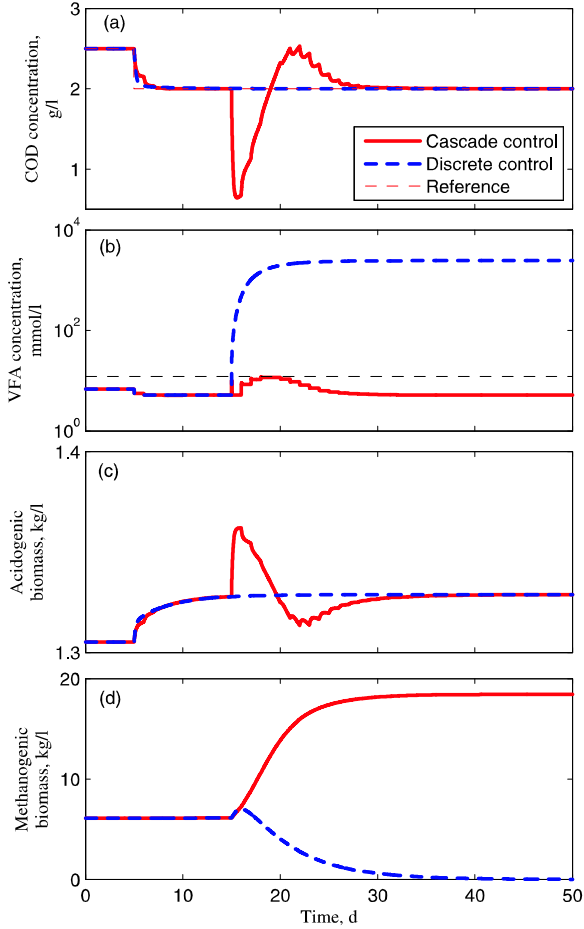 3
(a)
COD concentration,
g/l
2
1
Cascade control
Discrete control
Reference
10^4
(b)
VFA concentration,
mmol/l
10^2
10^0
1.4
(c)
Acidogenic
biomass, kg/l
1.3
20
(d)
Methanogenic
biomass, kg/l
10
0
0 10 20 30 40 50
Time, d